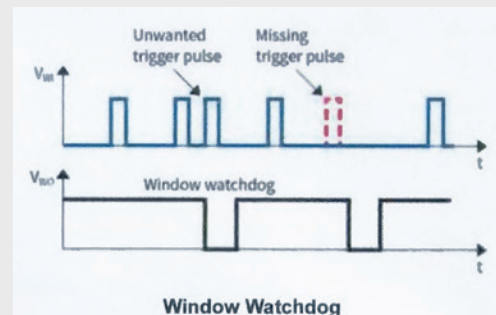 Unwanted
trigger pulse
Missing
trigger pulse
V_WI
t
V_WO
Window watchdog
t
Window Watchdog